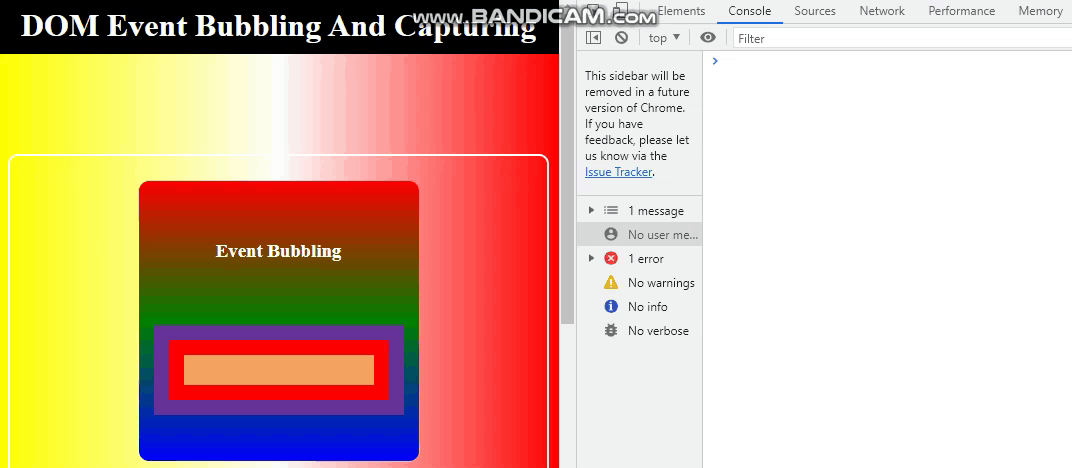 DOM Event Bubbling And Capturing
www.BANDICAM.com
Elements Console Sources Network Performance Memory
top ▼ Filter
This sidebar will
be removed in a future
version of Chrome.
If you have
feedback, please let
us know via the
Issue Tracker.
1 message
No user me...
1 error
No warnings
No info
No verbose
Event Bubbling